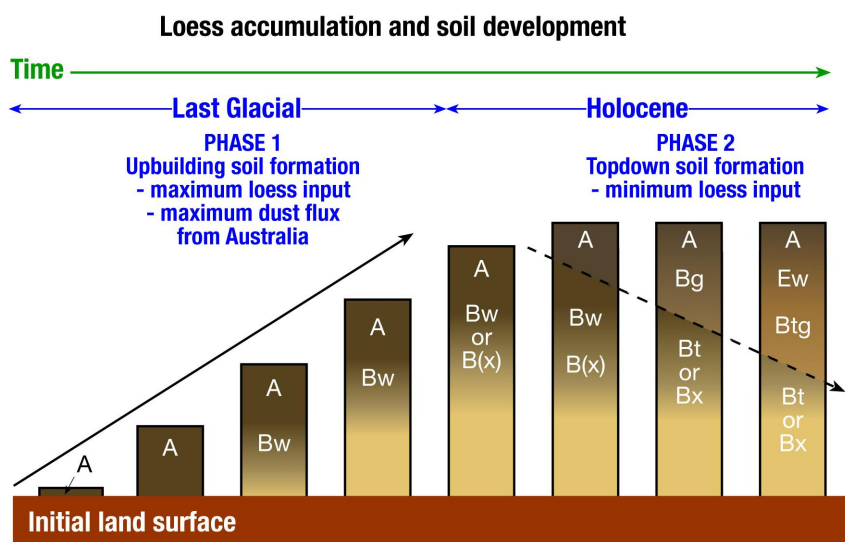 Loess accumulation and soil development
Time
Last Glacial
Holocene
PHASE 1
Upbuilding soil formation
- maximum loess input
- maximum dust flux
from Australia
PHASE 2
Topdown soil formation
- minimum loess input
A
A
A
Bw
A
Bw
A
Bw
or
B(x)
A
Bw
B(x)
A
Bg
Bt
or
Bx
A
Ew
Btg
Bt
or
Bx
Initial land surface